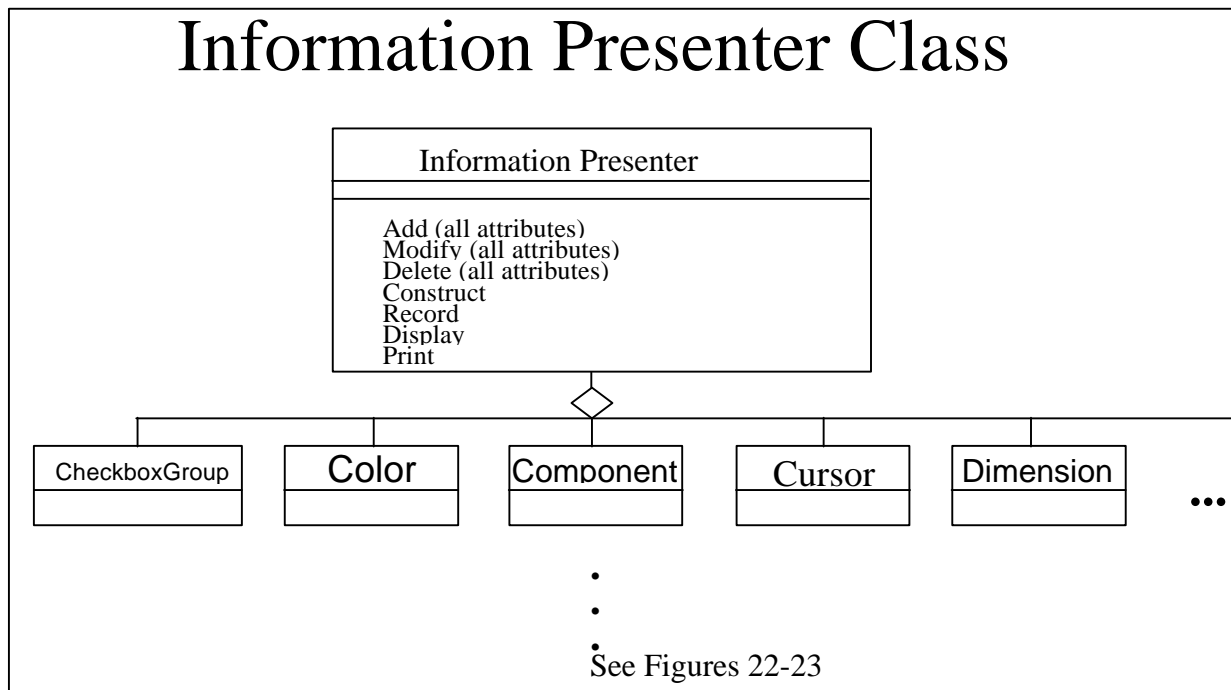 Information Presenter Class
Information Presenter
Add (all attributes)
Modify (all attributes)
Delete (all attributes)
Construct
Record
Display
Print
CheckboxGroup
Color
Component
Cursor
Dimension
...
See Figures 22-23